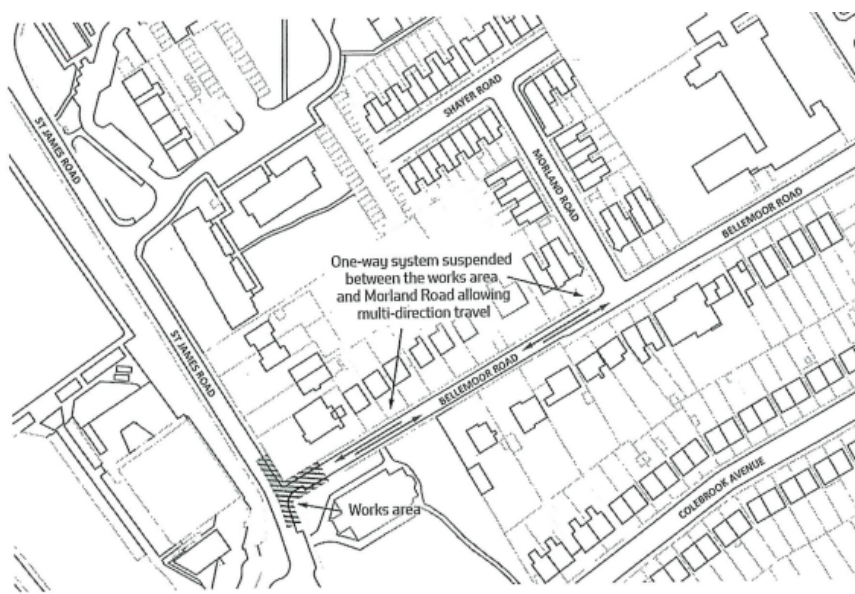 SHAYER ROAD
ST JAMES ROAD
MORLAND ROAD
BELLEMOOR ROAD
One-way system suspended
between the works area
and Morland Road allowing
multi-direction travel
ST JAMES ROAD
BELLEMOOR ROAD
COLEBROOK AVENUE
Works area